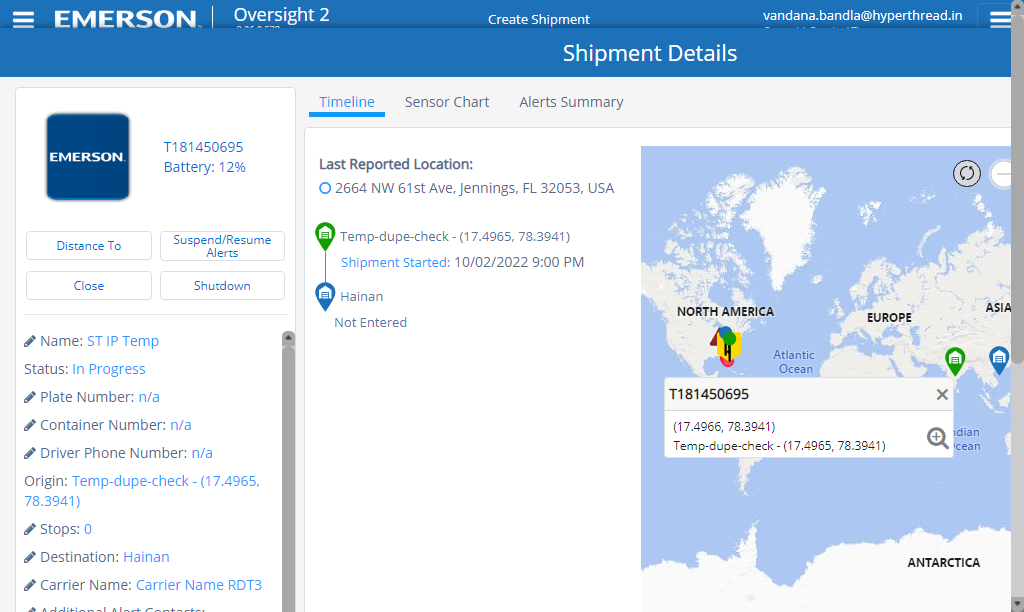 EMERSON
Oversight 2
Create Shipment
vandana.bandla@hyperthread.in
Shipment Details
EMERSON
T181450695
Battery: 12%
Distance To
Suspend/Resume
Alerts
Close
Shutdown
Name: ST IP Temp
Status: In Progress
Plate Number: n/a
Container Number: n/a
Driver Phone Number: n/a
Origin: Temp-dupe-check - (17.4965,
78.3941)
Stops: 0
Destination: Hainan
Carrier Name: Carrier Name RDT3
Additional Alert Contacts:
Timeline
Sensor Chart
Alerts Summary
Last Reported Location:
2664 NW 61st Ave, Jennings, FL 32053, USA
Temp-dupe-check - (17.4965, 78.3941)
Shipment Started: 10/02/2022 9:00 PM
Hainan
Not Entered
NORTH AMERICA
EUROPE
ASIA
Atlantic
Ocean
T181450695
(17.4966, 78.3941)
Temp-dupe-check - (17.4965, 78.3941)
ndian
cean
ANTARCTICA